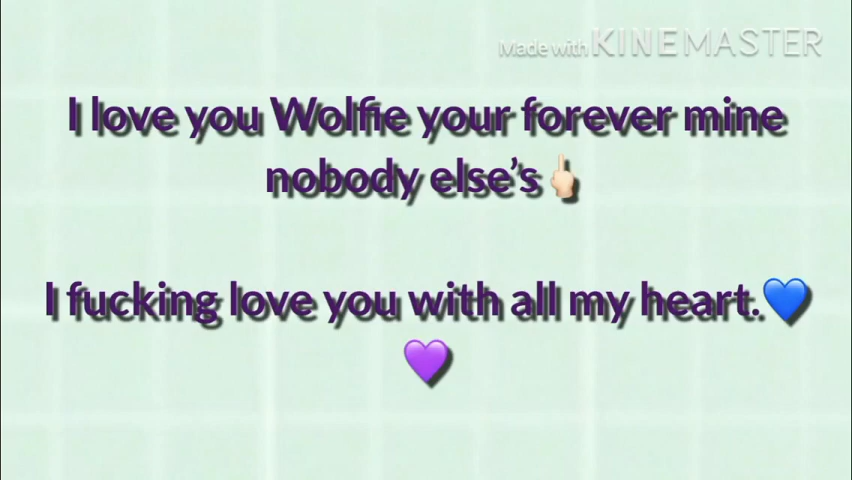 Made with KINEMASTER
I love you Wolfie your forever mine
nobody else’s🖕🏻
I fucking love you with all my heart.💙
💜